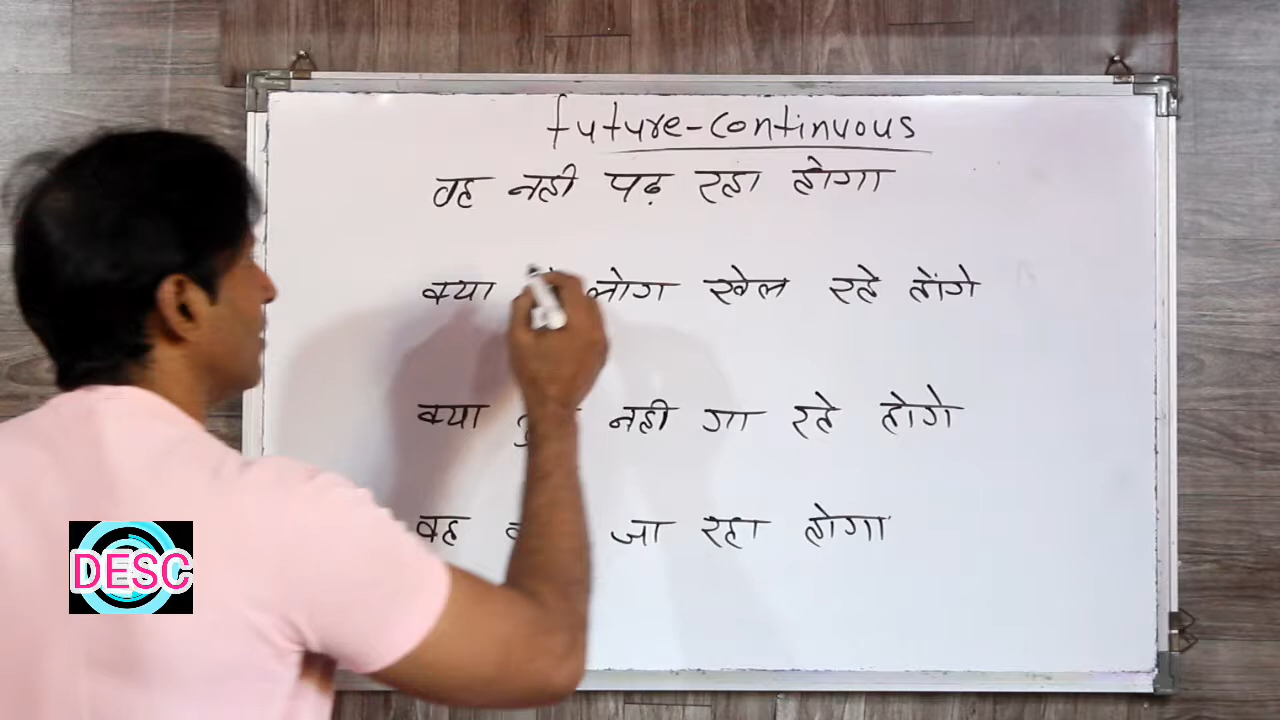 future-continuous
वह नही पढ़ रहा होगा
क्या लोग खेल रहे होंगे
क्या नही गा रहे होगे
वह जा रहा होगा
DESC